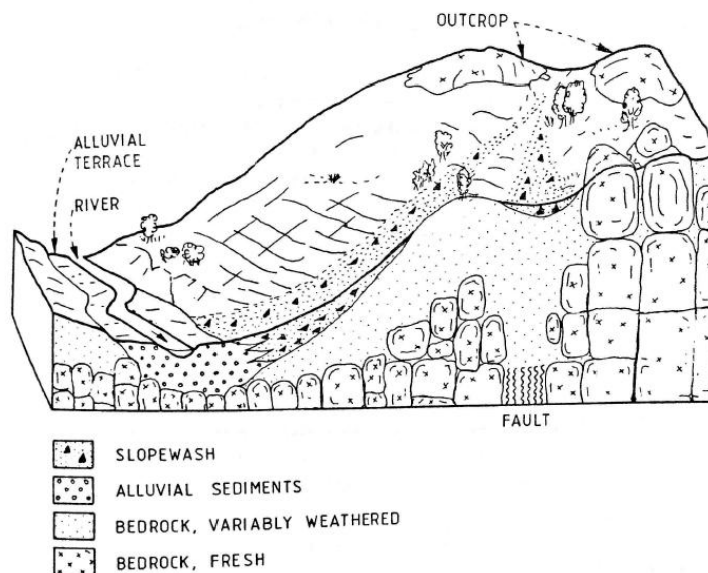 OUTCROP
ALLUVIAL
TERRACE
RIVER
FAULT
SLOPEWASH
ALLUVIAL SEDIMENTS
BEDROCK, VARIABLY WEATHERED
BEDROCK, FRESH